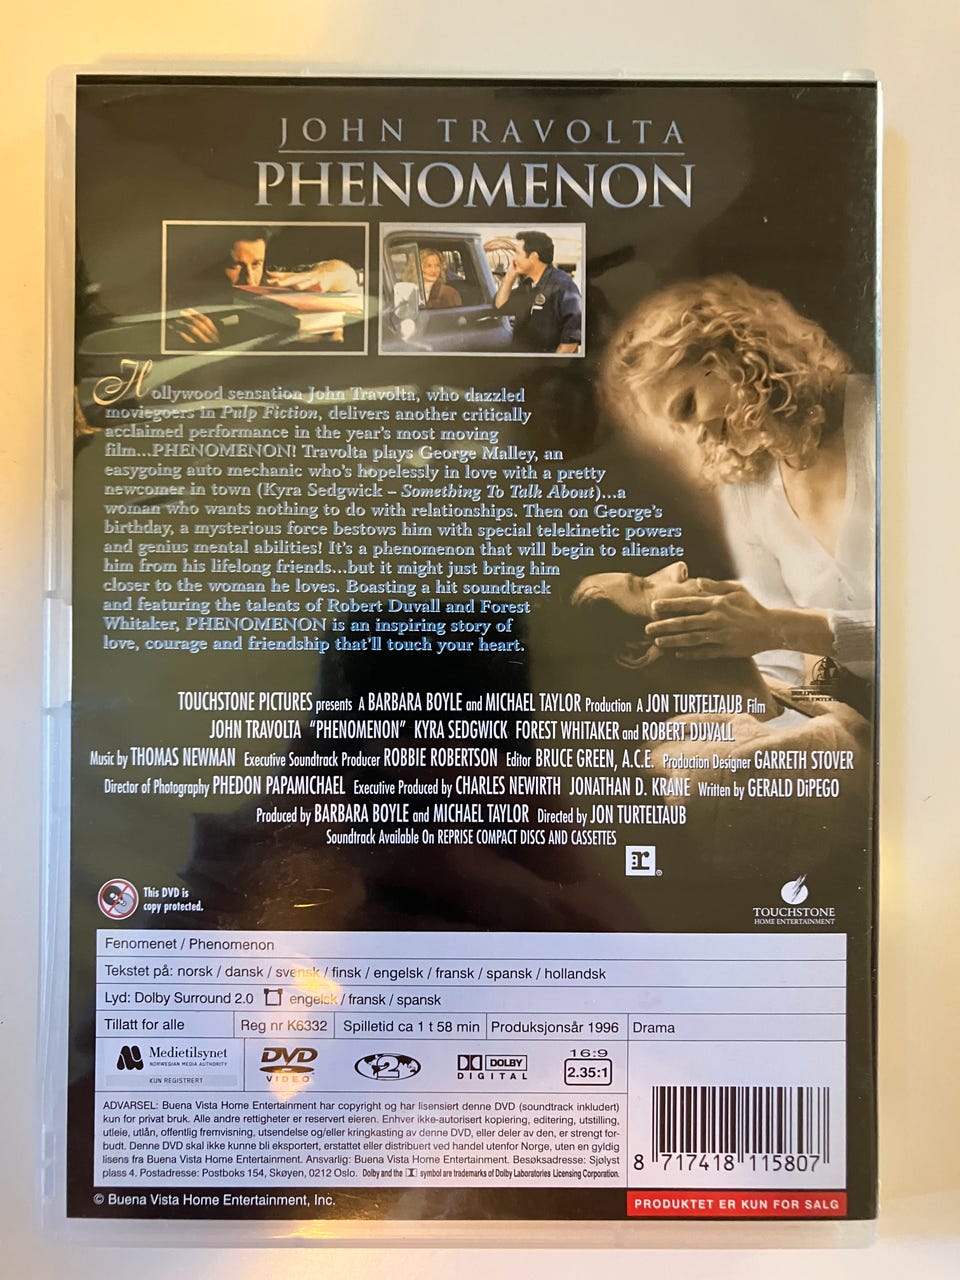 JOHN TRAVOLTA
PHENOMENON
Hollywood sensation John Travolta, who dazzled
moviegoers in Pulp Fiction, delivers another critically
acclaimed performance in the year's most moving
film...PHENOMENON! Travolta plays George Malley, an
easygoing auto mechanic who's hopelessly in love with a pretty
newcomer in town (Kyra Sedgwick – Something To Talk About)...a
woman who wants nothing to do with relationships. Then on George's
birthday, a mysterious force bestows him with special telekinetic powers
and genius mental abilities! It's a phenomenon that will begin to alienate
him from his lifelong friends...but it might just bring him
closer to the woman he loves. Boasting a hit soundtrack
and featuring the talents of Robert Duvall and Forest
Whitaker, PHENOMENON is an inspiring story of
love, courage and friendship that'll touch your heart.
TOUCHSTONE PICTURES presents A BARBARA BOYLE and MICHAEL TAYLOR Production A JON TURTELTAUB Film
JOHN TRAVOLTA "PHENOMENON" KYRA SEDGWICK FOREST WHITAKER and ROBERT DUVALL
Music by THOMAS NEWMAN Executive Soundtrack Producer ROBBIE ROBERTSON Editor BRUCE GREEN, A.C.E. Production Designer GARRETH STOVER
Director of Photography PHEDON PAPAMICHAEL Executive Produced by CHARLES NEWIRTH JONATHAN D. KRANE Written by GERALD DiPEGO
Produced by BARBARA BOYLE and MICHAEL TAYLOR Directed by JON TURTELTAUB
Soundtrack Available On REPRISE COMPACT DISCS AND CASSETTES
r ®
This DVD is
copy protected.
TOUCHSTONE
HOME ENTERTAINMENT
Fenomenet / Phenomenon
Tekstet på: norsk / dansk / svensk / finsk / engelsk / fransk / spansk / hollandsk
Lyd: Dolby Surround 2.0 engelsk / fransk / spansk
Tillatt for alle Reg nr K6332 Spilletid ca 1 t 58 min Produksjonsår 1996 Drama
Medietilsynet
NORWEGIAN MEDIA AUTHORITY
KUN REGISTRERT
DVD
VIDEO
2
DOLBY
DIGITAL
16:9
2.35:1
ADVARSEL: Buena Vista Home Entertainment har copyright og har lisensiert denne DVD (soundtrack inkludert)
kun for privat bruk. Alle andre rettigheter er reservert eieren. Enhver ikke-autorisert kopiering, editering, utstilling,
utleie, utlån, offentlig fremvisning, utsendelse og/eller kringkasting av denne DVD, eller deler av den, er strengt for-
budt. Denne DVD skal ikke kunne bli eksportert, erstattet eller distribuert ved handel utenfor Norge, uten en gyldig
lisens fra Buena Vista Home Entertainment. Ansvarlig: Buena Vista Home Entertainment. Besøksadresse: Sjølyst
plass 4. Postadresse: Postboks 154, Skøyen, 0212 Oslo. Dolby and the symbol are trademarks of Dolby Laboratories Licensing Corporation.
8 717418 115807
© Buena Vista Home Entertainment, Inc.
PRODUKTET ER KUN FOR SALG